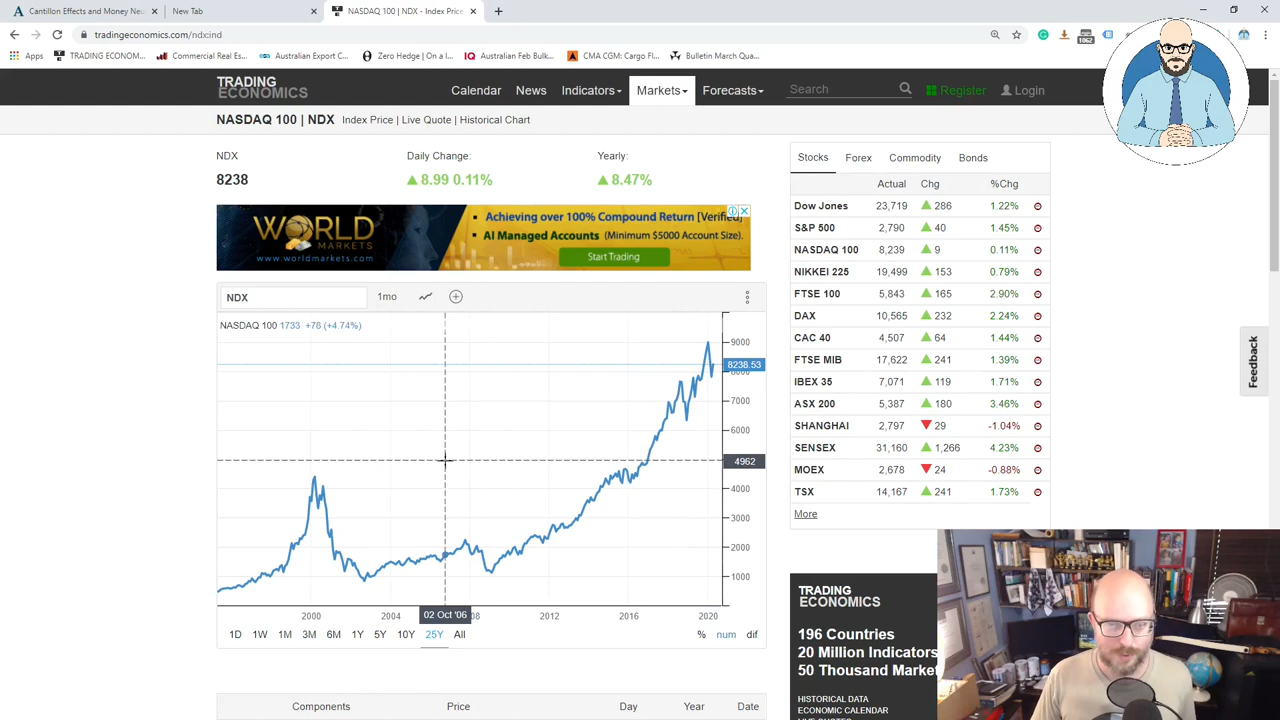 Cantillon Effects and Money Neu
New Tab
NASDAQ 100 | NDX - Index Price
tradingeconomics.com/ndxind
1062
Apps
TRADING ECONOM...
Commercial Real Es...
Australian Export C...
Zero Hedge | On a l...
Australian Feb Bulk...
CMA CGM: Cargo Fl...
Bulletin March Qua...
TRADING
ECONOMICS
Calendar
News
Indicators
Markets
Forecasts
Search
Register
Login
NASDAQ 100 | NDX Index Price | Live Quote | Historical Chart
NDX
8238
Daily Change:
8.99 0.11%
Yearly:
8.47%
WORLD
MARKETS
www.worldmarkets.com
Achieving over 100% Compound Return [Verified]
AI Managed Accounts (Minimum $5000 Account Size).
Start Trading
NDX
1mo
NASDAQ 100 1733 +78 (+4.74%)
9000
8238.53
8000
7000
6000
4962
4000
3000
2000
1000
2000
2004
02 Oct '06
08
2012
2016
2020
1D 1W 1M 3M 6M 1Y 5Y 10Y 25Y All
% num dif
Components Price Day Year Date
Stocks Forex Commodity Bonds
Actual Chg %Chg
Dow Jones 23,719 286 1.22%
S&P 500 2,790 40 1.45%
NASDAQ 100 8,239 9 0.11%
NIKKEI 225 19,499 153 0.79%
FTSE 100 5,843 165 2.90%
DAX 10,565 232 2.24%
CAC 40 4,507 64 1.44%
FTSE MIB 17,622 241 1.39%
IBEX 35 7,071 119 1.71%
ASX 200 5,387 180 3.46%
SHANGHAI 2,797 29 -1.04%
SENSEX 31,160 1,266 4.23%
MOEX 2,678 24 -0.88%
TSX 14,167 241 1.73%
More
Feedback
TRADING
ECONOMICS
196 Countries
20 Million Indicators
50 Thousand Market
HISTORICAL DATA
ECONOMIC CALENDAR